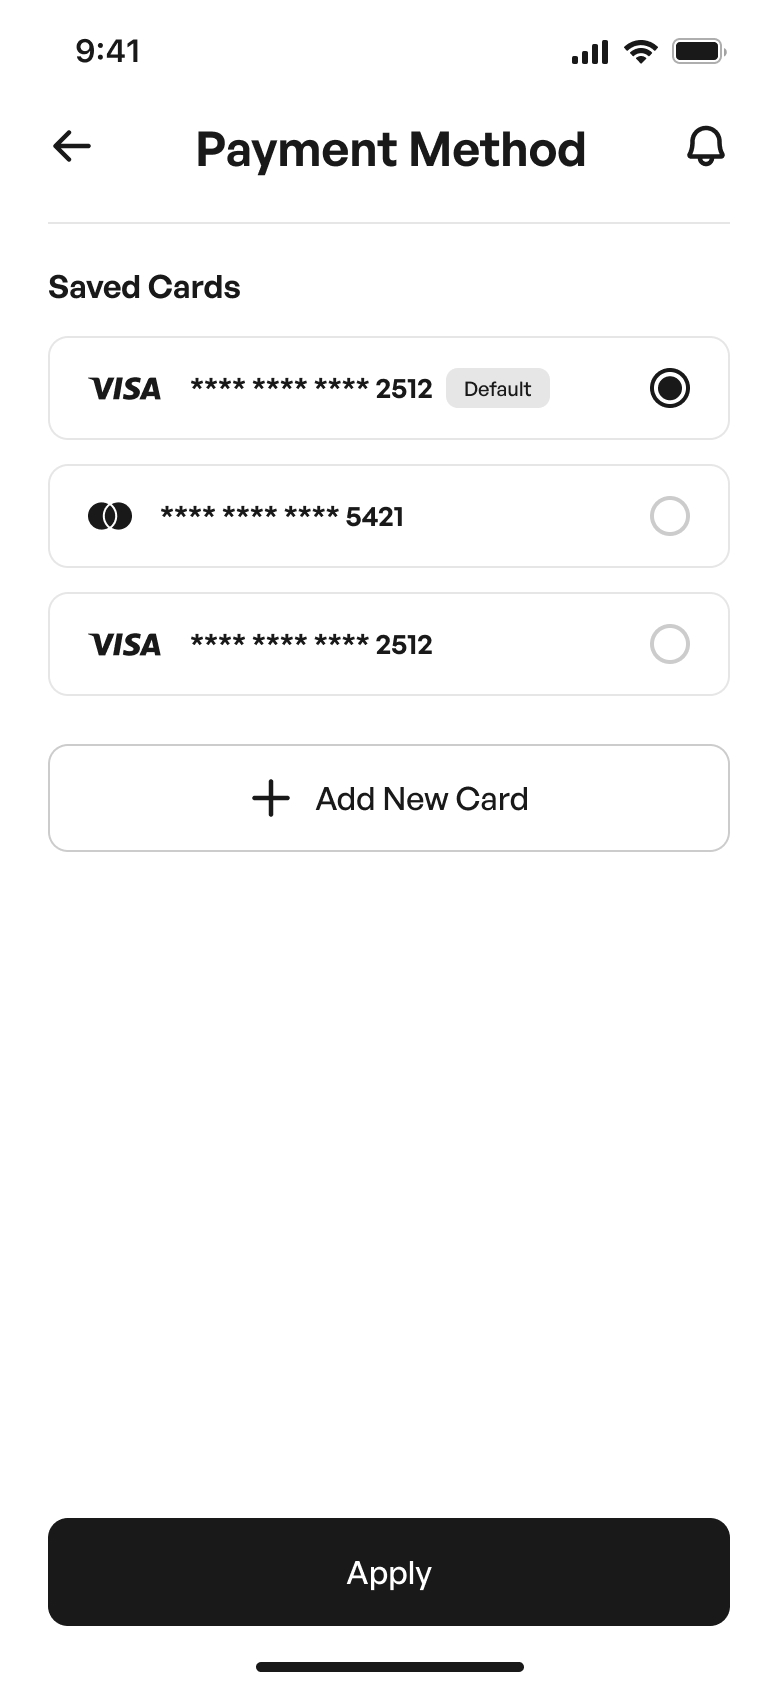 9:41
Payment Method
Saved Cards
VISA **** **** **** 2512 Default
**** **** **** 5421
VISA **** **** **** 2512
Add New Card
Apply